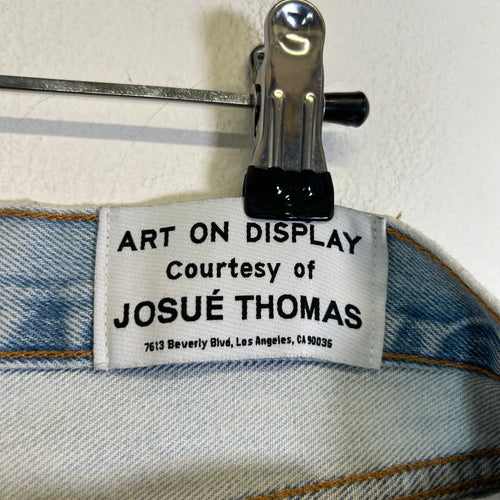 ART ON DISPLAY
Courtesy of
JOSUÉ THOMAS
7613 Beverly Blvd, Los Angeles, CA 90036